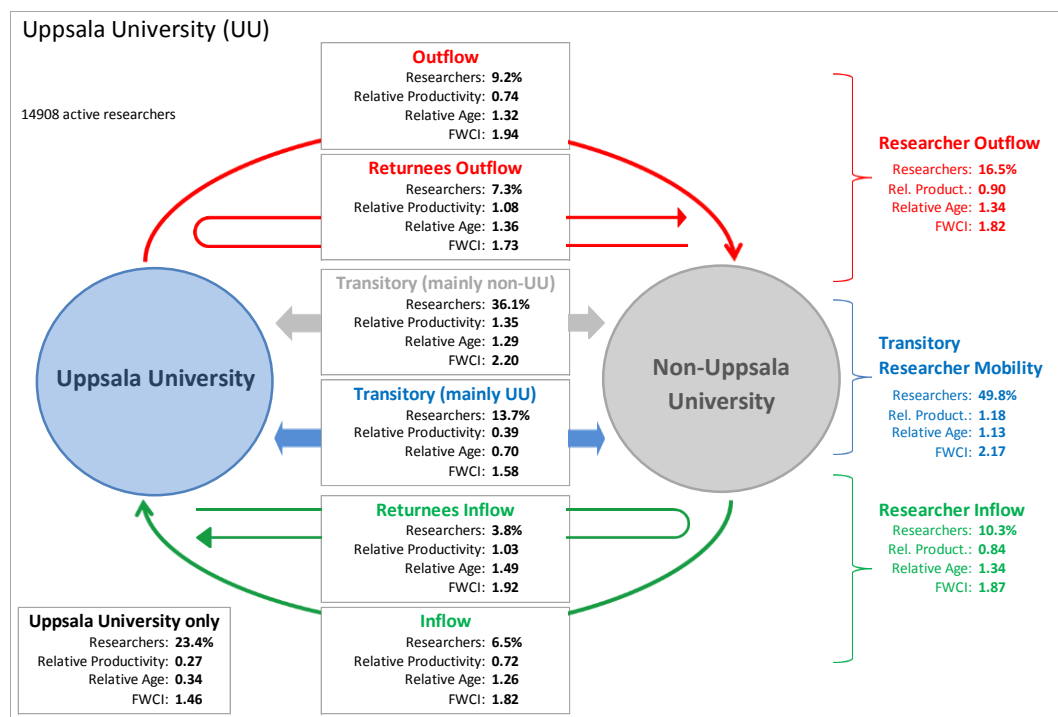 Uppsala University (UU)
14908 active researchers
Outflow
Researchers: 9.2%
Relative Productivity: 0.74
Relative Age: 1.32
FWCI: 1.94
Returnees Outflow
Researchers: 7.3%
Relative Productivity: 1.08
Relative Age: 1.36
FWCI: 1.73
Transitory (mainly non-UU)
Researchers: 36.1%
Relative Productivity: 1.35
Relative Age: 1.29
FWCI: 2.20
Uppsala University
Non-Uppsala
University
Transitory (mainly UU)
Researchers: 13.7%
Relative Productivity: 0.39
Relative Age: 0.70
FWCI: 1.58
Returnees Inflow
Researchers: 3.8%
Relative Productivity: 1.03
Relative Age: 1.49
FWCI: 1.92
Inflow
Researchers: 6.5%
Relative Productivity: 0.72
Relative Age: 1.26
FWCI: 1.82
Uppsala University only
Researchers: 23.4%
Relative Productivity: 0.27
Relative Age: 0.34
FWCI: 1.46
Researcher Outflow
Researchers: 16.5%
Rel. Product.: 0.90
Relative Age: 1.34
FWCI: 1.82
Transitory
Researcher Mobility
Researchers: 49.8%
Rel. Product.: 1.18
Relative Age: 1.13
FWCI: 2.17
Researcher Inflow
Researchers: 10.3%
Rel. Product.: 0.84
Relative Age: 1.34
FWCI: 1.87